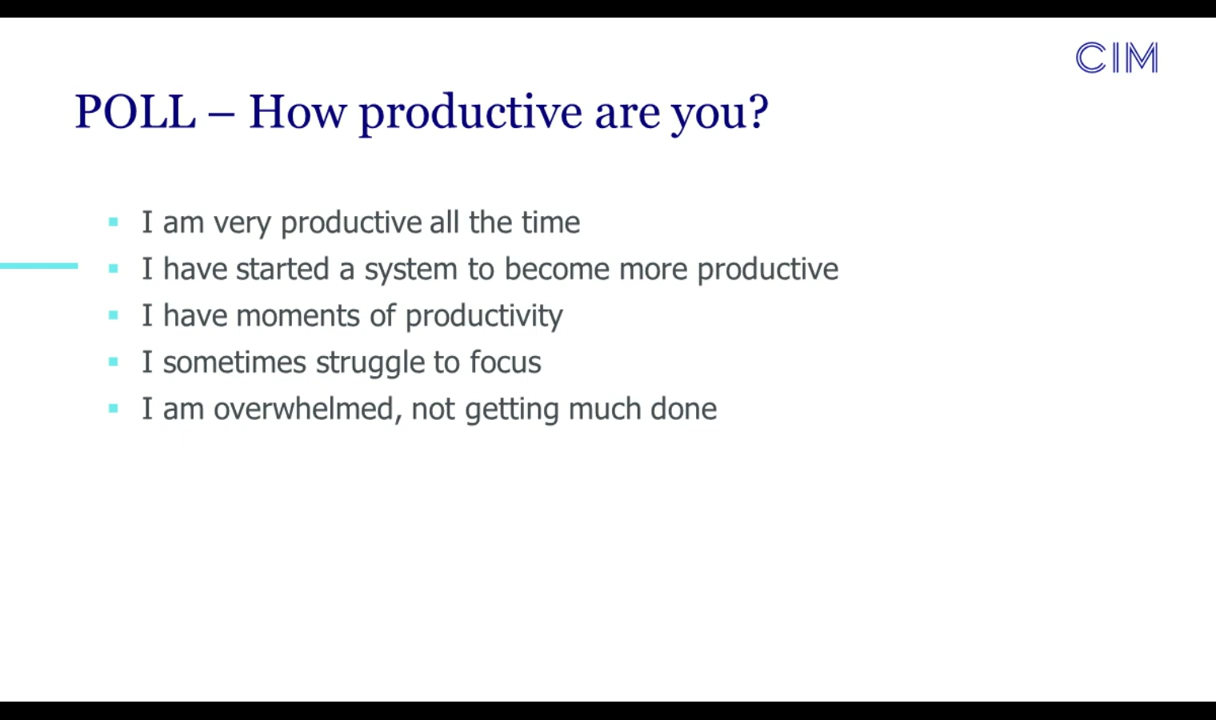 CIM
POLL – How productive are you?
I am very productive all the time
I have started a system to become more productive
I have moments of productivity
I sometimes struggle to focus
I am overwhelmed, not getting much done